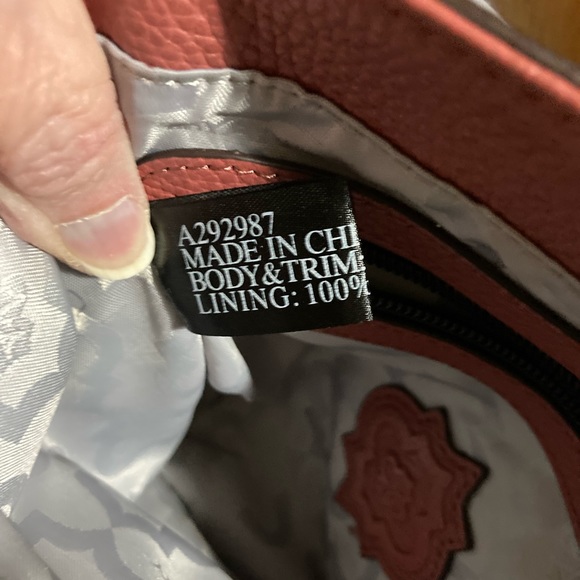 A292987
MADE IN CHI
BODY&TRIM:
LINING: 100%